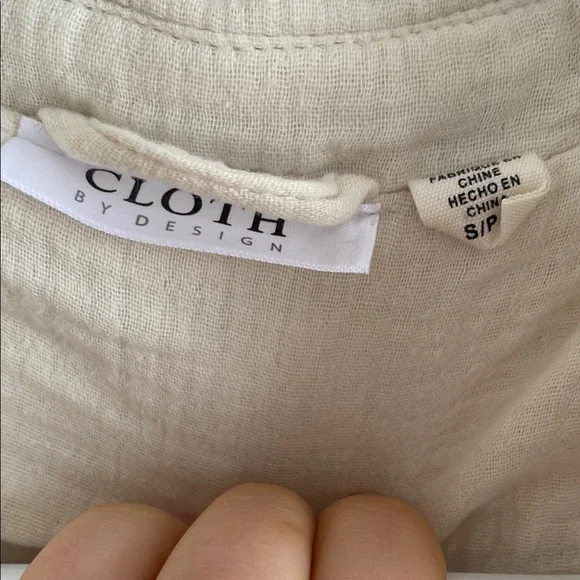 CLOTH
BY DESIGN
FABRIQUE EN
CHINE
HECHO EN
CHINA
S/P